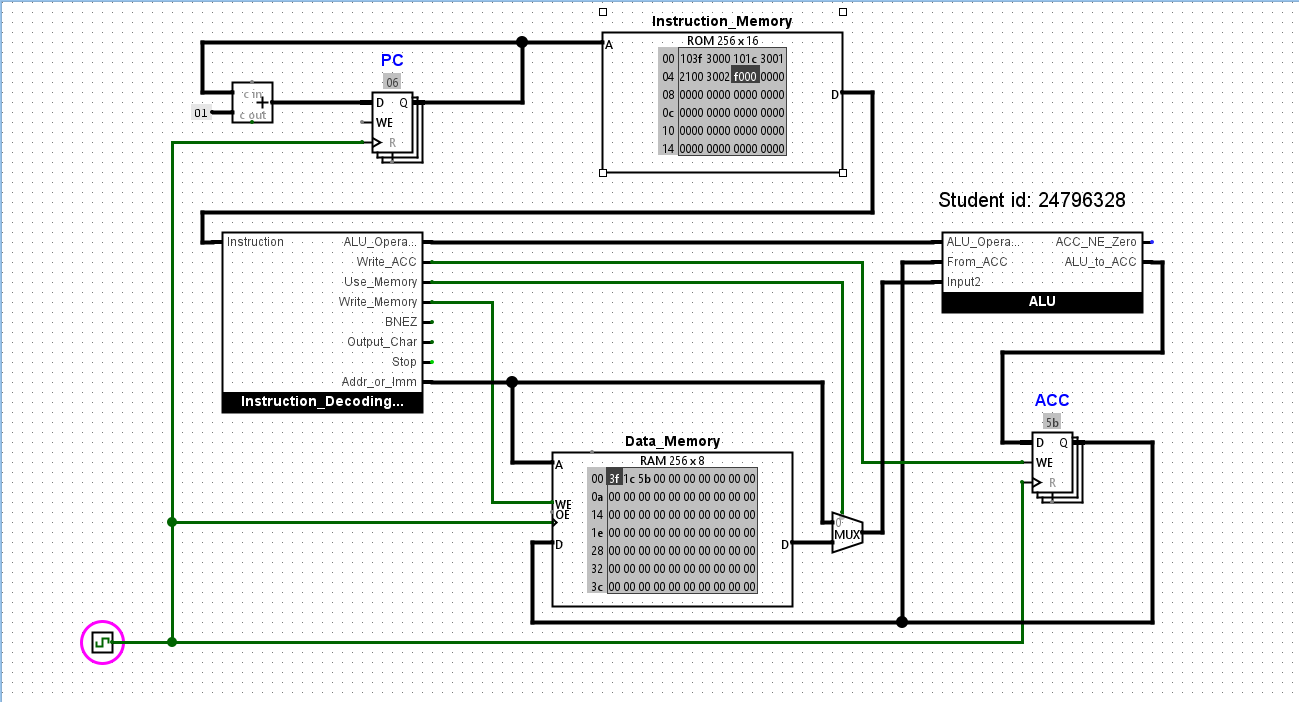 Instruction_Memory
ROM 256 x 16
A
PC
00 103f 3000 101c 3001
06
04 2100 3002 f000 0000
c in
+
D Q
08 0000 0000 0000 0000
D
01
c out
WE
0c 0000 0000 0000 0000
R
10 0000 0000 0000 0000
14 0000 0000 0000 0000
Student id: 24796328
Instruction ALU_Opera...
ALU_Opera... ACC_NE_Zero
Write_ACC
From_ACC ALU_to_ACC
Use_Memory
Input2
Write_Memory
ALU
BNEZ
Output_Char
Stop
Addr_or_Imm
Instruction_Decoding...
ACC
5b
Data_Memory
D Q
RAM 256 x 8
A
WE
00 3f 1c 5b 00 00 00 00 00 00 00
R
0a 00 00 00 00 00 00 00 00 00 00
WE
OE
14 00 00 00 00 00 00 00 00 00 00
0
1e 00 00 00 00 00 00 00 00 00 00
MUX
D
28 00 00 00 00 00 00 00 00 00 00
D
32 00 00 00 00 00 00 00 00 00 00
3c 00 00 00 00 00 00 00 00 00 00